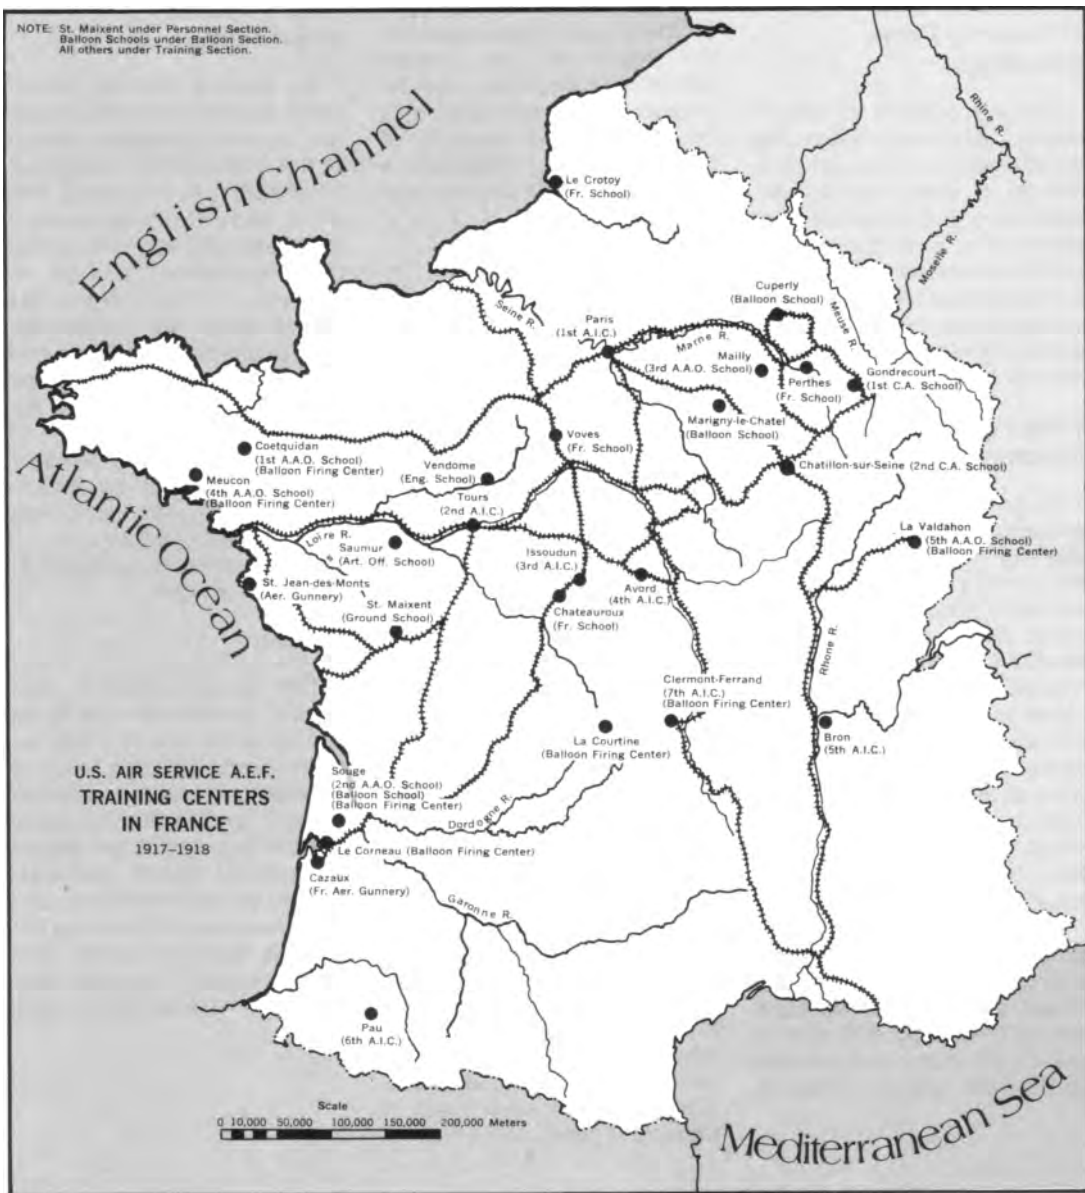 NOTE: St. Maixent under Personnel Section.
Balloon Schools under Balloon Section.
All others under Training Section.
English Channel
Rhine R.
Le Crotoy
(Fr. School)
Moselle R.
Cuperly
(Balloon School)
Meuse R.
Seine R.
Paris
(1st A.I.C.)
Marne R.
Mailly
(3rd A.A.O. School)
Perthes
(Fr. School)
Gondrecourt
(1st C.A. School)
Marigny-le-Chatel
(Balloon School)
Coetquidan
(1st A.A.O. School)
(Balloon Firing Center)
Voves
(Fr. School)
Vendome
(Eng. School)
Chatillon-sur-Seine (2nd C.A. School)
Meucon
(4th A.A.O. School)
(Balloon Firing Center)
Atlantic Ocean
Tours
(2nd A.I.C.)
La Valdahon
(5th A.A.O. School)
(Balloon Firing Center)
Loire R.
Saumur
(Art. Off. School)
Issoudun
(3rd A.I.C.)
St. Jean-des-Monts
(Aer. Gunnery)
Avord
(4th A.I.C.)
St. Maixent
(Ground School)
Chateauroux
(Fr. School)
Rhone R.
Clermont-Ferrand
(7th A.I.C.)
(Balloon Firing Center)
La Courtine
(Balloon Firing Center)
Bron
(5th A.I.C.)
U.S. AIR SERVICE A.E.F.
TRAINING CENTERS
IN FRANCE
1917–1918
Souge
(2nd A.A.O. School)
(Balloon School)
(Balloon Firing Center)
Dordogne R.
Le Corneau (Balloon Firing Center)
Cazaux
(Fr. Aer. Gunnery)
Garonne R.
Pau
(6th A.I.C.)
Scale
0 10,000 50,000 100,000 150,000 200,000 Meters
Mediterranean Sea